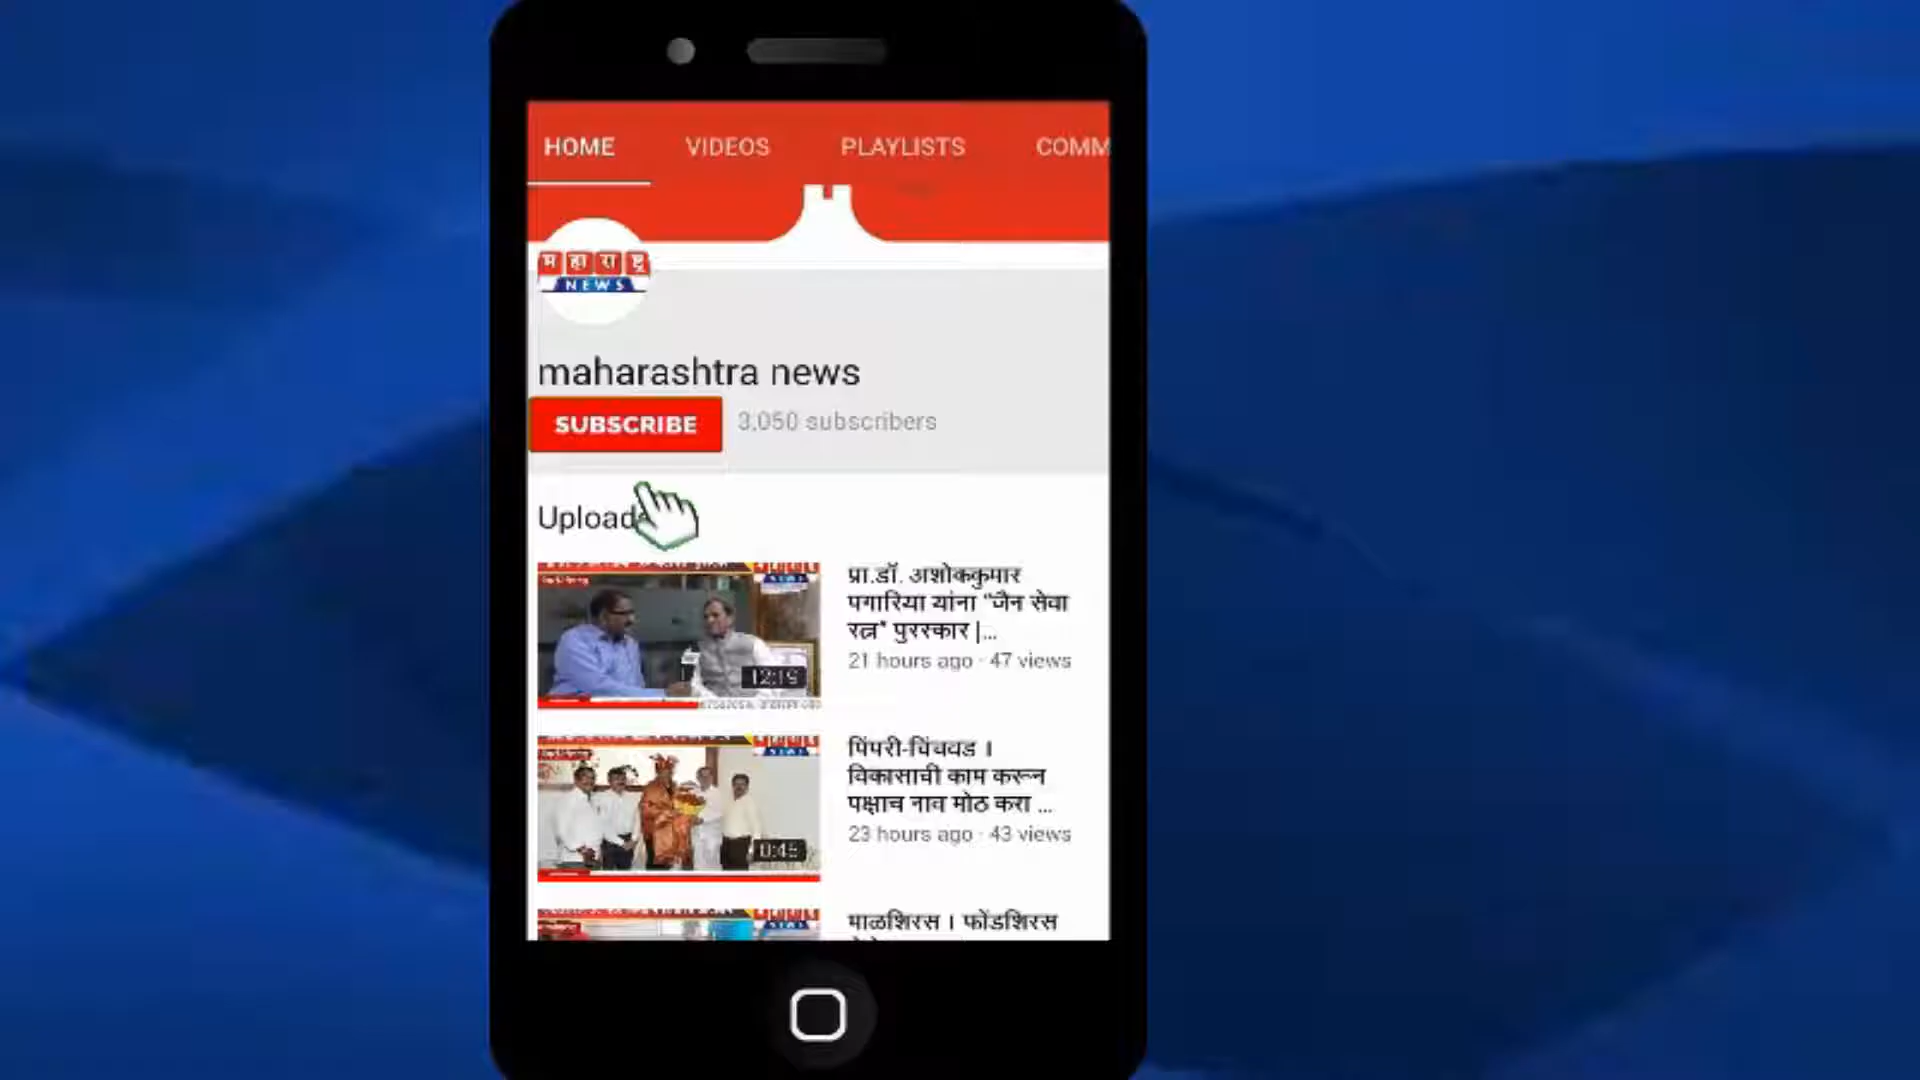 HOME VIDEOS PLAYLISTS COMM
महाराष्ट्र
NEWS
maharashtra news
SUBSCRIBE 3,050 subscribers
Uploads
प्रा.डॉ. अशोककुमार
पगारिया यांना "जैन सेवा
रत्न" पुरस्कार |...
21 hours ago · 47 views
12:19
पिंपरी-चिंचवड ।
विकासाची काम करून
पक्षाच नाव मोठ करा ...
23 hours ago · 43 views
0:45
माळशिरस । फोंडशिरस